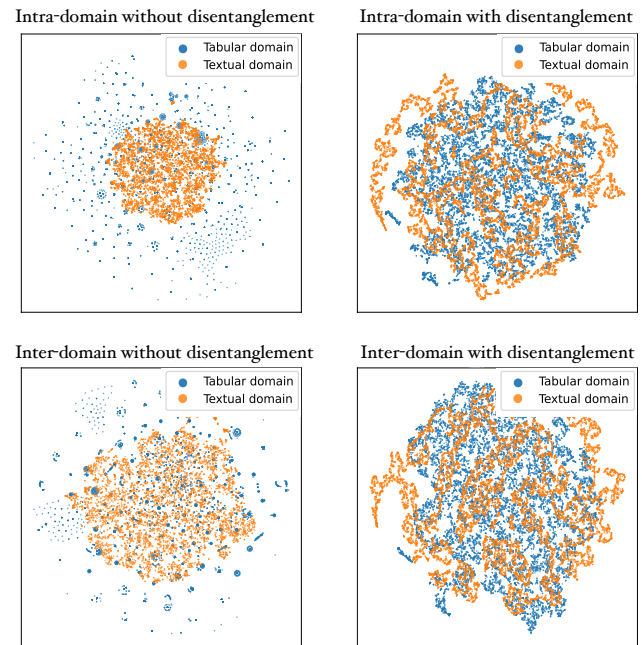 Intra-domain without disentanglement
Intra-domain with disentanglement
Tabular domain
Textual domain
Tabular domain
Textual domain
Inter-domain without disentanglement
Inter-domain with disentanglement
Tabular domain
Textual domain
Tabular domain
Textual domain